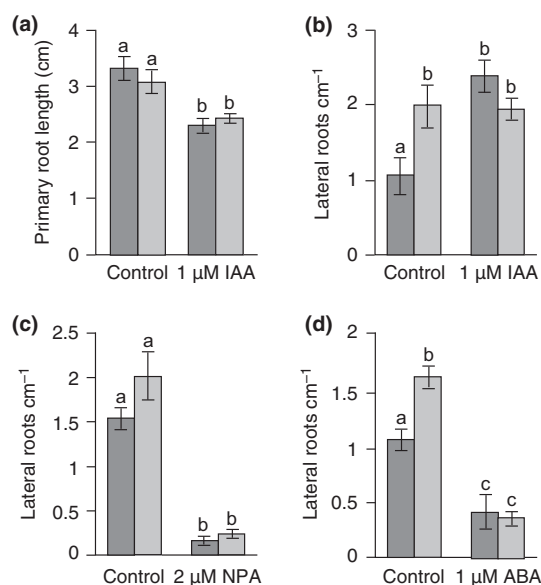 (a)
Primary root length (cm)
4
3
2
1
0
a a
b b
Control 1 µM IAA
(b)
Lateral roots cm⁻¹
3
2
1
0
a b
b b
Control 1 µM IAA
(c)
Lateral roots cm⁻¹
2.5
2
1.5
1
0.5
0
a a
b b
Control 2 µM NPA
(d)
Lateral roots cm⁻¹
2
1.5
1
0.5
0
a b
c c
Control 1 µM ABA